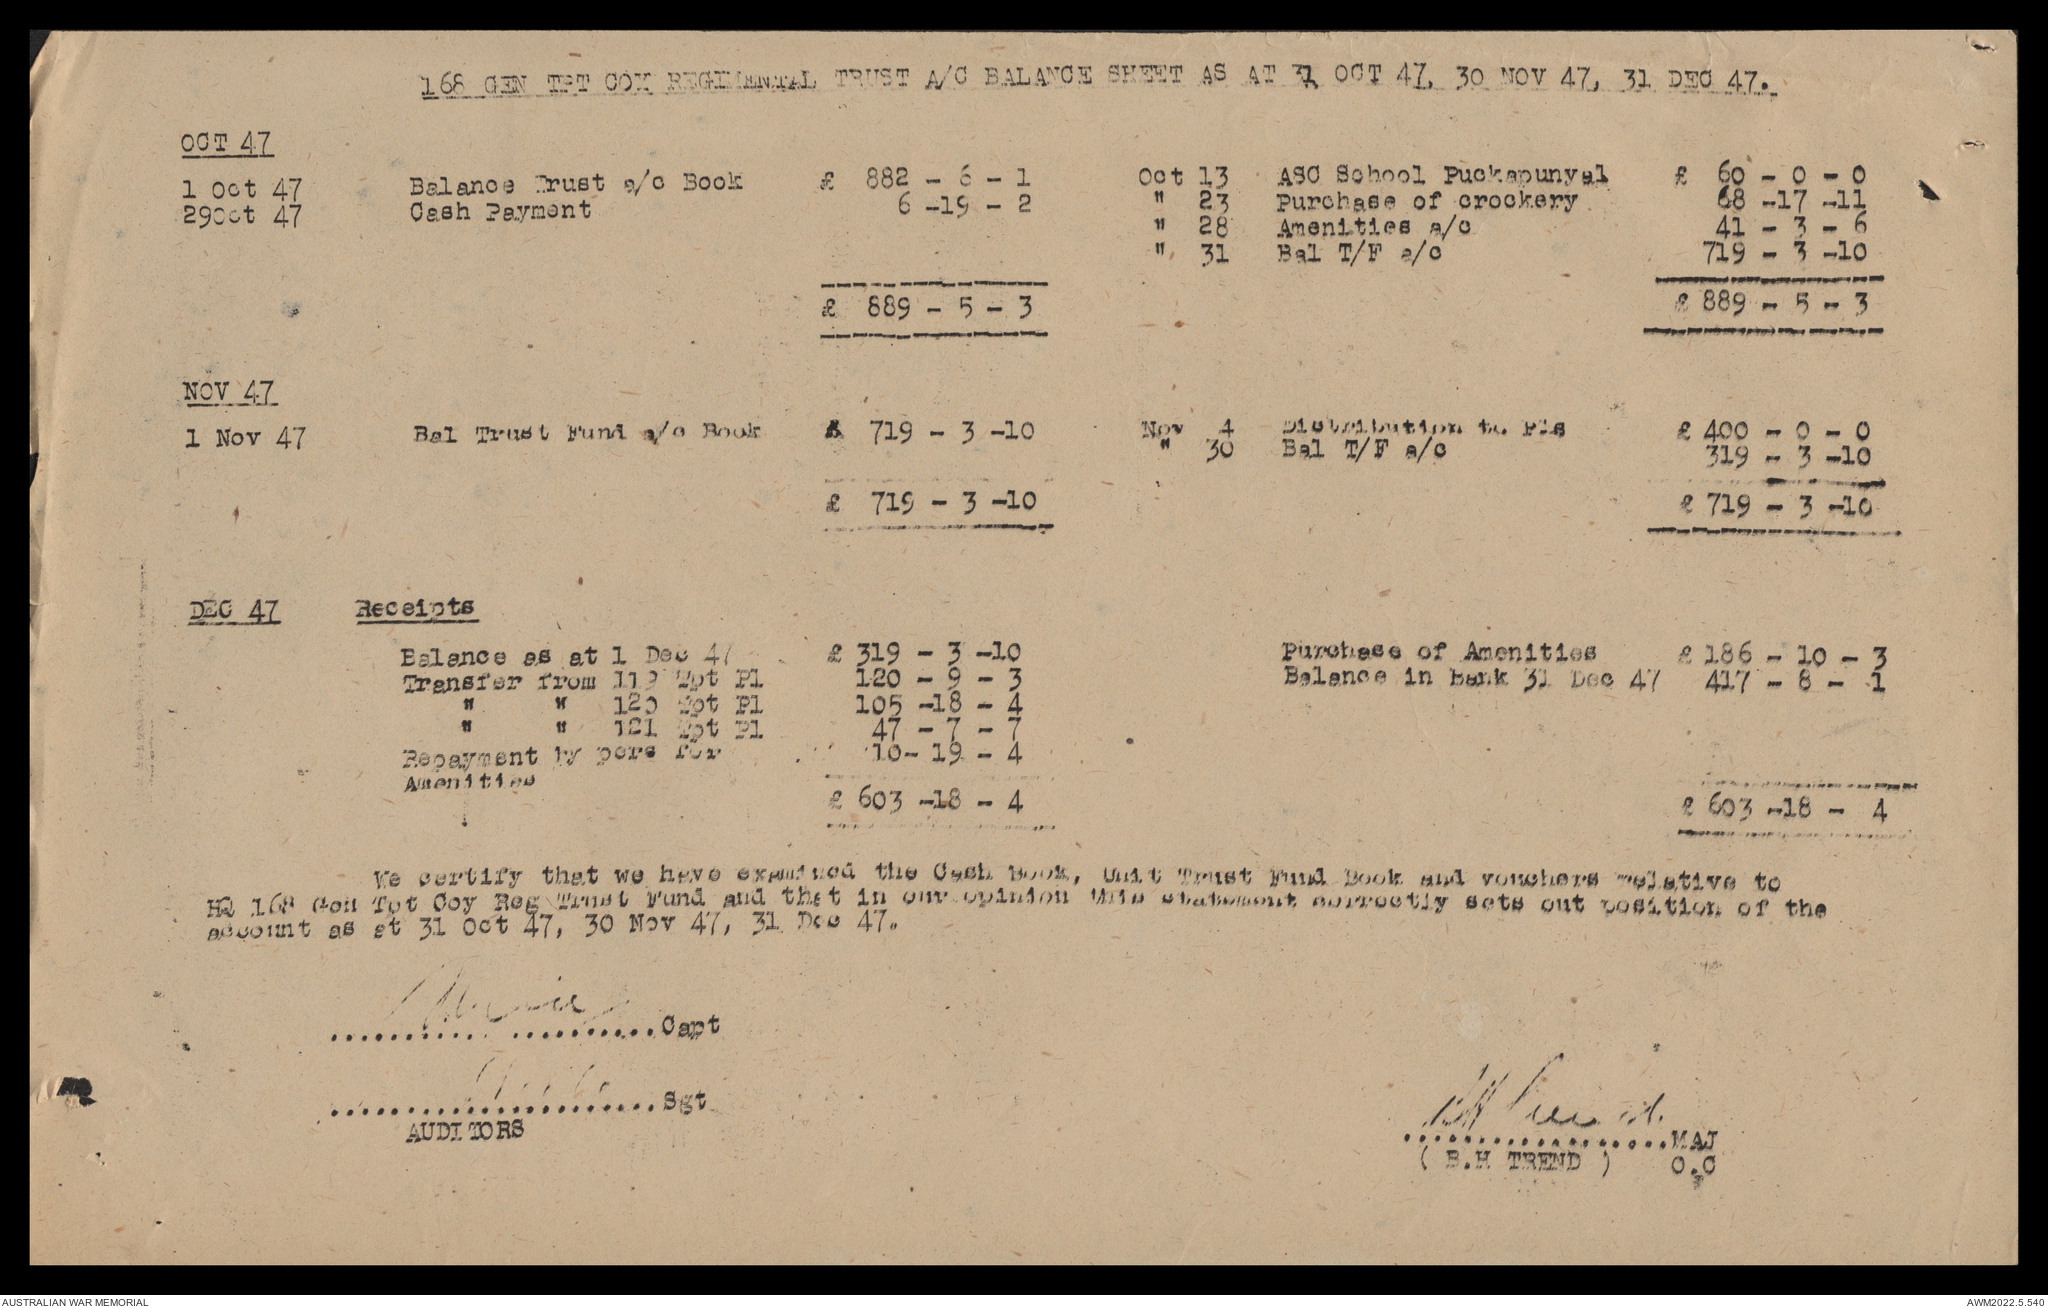 168 GEN TPT COY REGIMENTAL TRUST A/C BALANCE SHEET AS AT 31 OCT 47, 30 NOV 47, 31 DEC 47.
OCT 47
1 Oct 47 Balance Trust a/c Book £ 882 - 6 - 1 Oct 13 ASC School Puckapunyal £ 60 - 0 - 0
29Oct 47 Cash Payment 6 -19 - 2 " 23 Purchase of crockery 68 -17 -11
" 28 Amenities a/c 41 - 3 - 6
" 31 Bal T/F a/c 719 - 3 -10
£ 889 - 5 - 3 £ 889 - 5 - 3
NOV 47
1 Nov 47 Bal Trust Fund a/c Book £ 719 - 3 -10 Nov 4 Distribution to Pls £ 400 - 0 - 0
" 30 Bal T/F a/c 319 - 3 -10
£ 719 - 3 -10 £ 719 - 3 -10
DEC 47 Receipts
Balance as at 1 Dec 47 £ 319 - 3 -10 Purchase of Amenities £ 186 - 10 - 3
Transfer from 119 Tpt Pl 120 - 9 - 3 Balance in bank 31 Dec 47 417 - 8 - 1
" " 120 Tpt Pl 105 -18 - 4
" " 121 Tpt Pl 47 - 7 - 7
Repayment by pers for 10- 19 - 4
Amenities
£ 603 -18 - 4 £ 603 -18 - 4
We certify that we have examined the Cash Book, Unit Trust Fund Book and vouchers relative to
HQ 168 Gen Tpt Coy Reg Trust Fund and that in our opinion this statement correctly sets out position of the
account as at 31 Oct 47, 30 Nov 47, 31 Dec 47.
....................Capt
....................Sgt
AUDITORS
BH Trend
....................MAJ
( B.H TREND ) O.C
AUSTRALIAN WAR MEMORIAL AWM2022.5.540